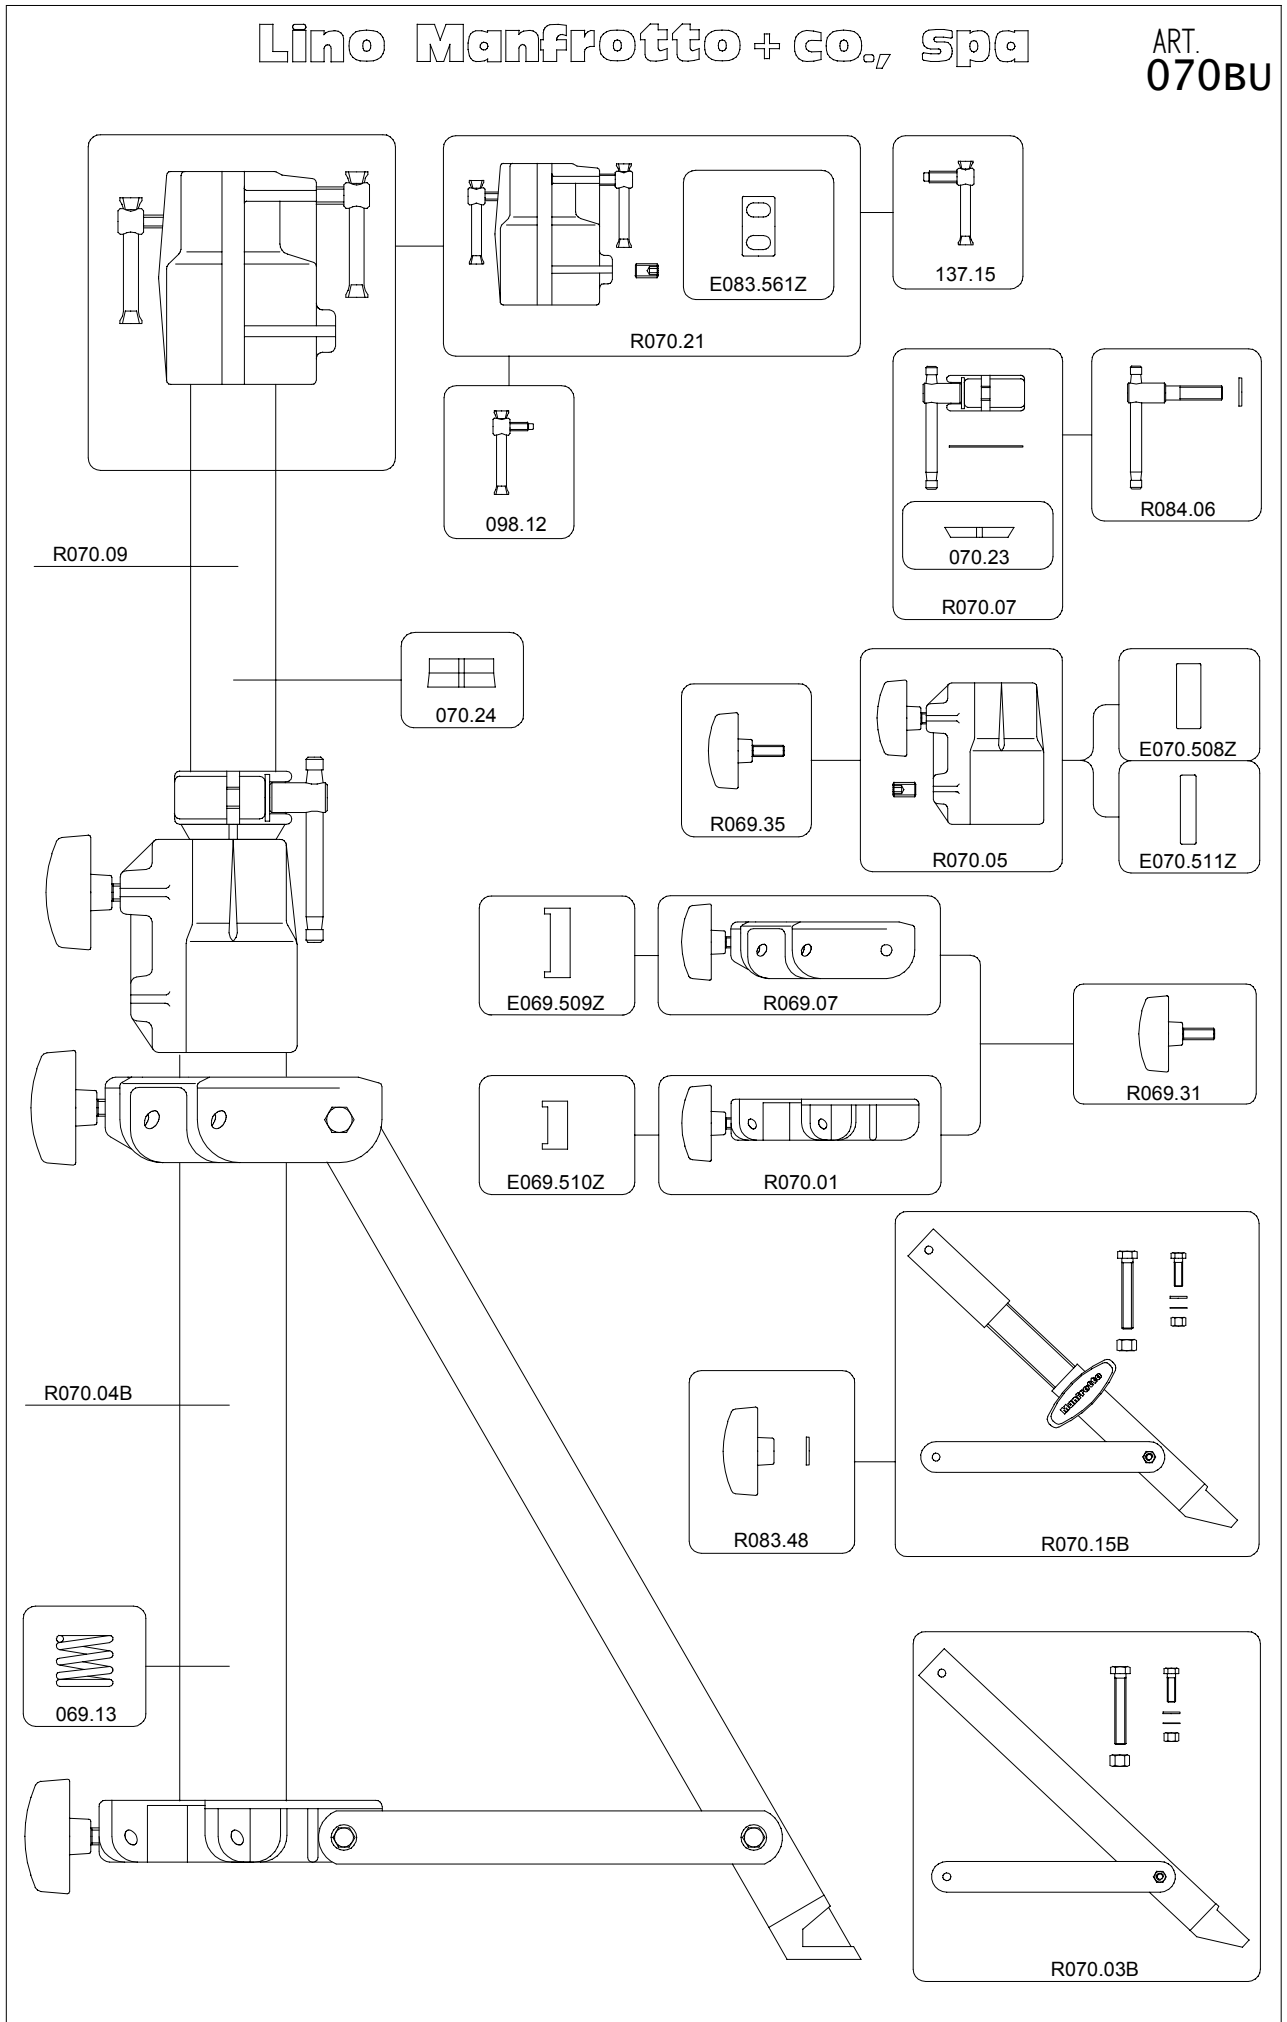 Lino Manfrotto + co., spa
ART.
070BU
E083.561Z
R070.21
137.15
098.12
R084.06
070.23
R070.07
R070.09
070.24
R069.35
R070.05
E070.508Z
E070.511Z
E069.509Z
R069.07
R069.31
E069.510Z
R070.01
Manfrotto
R070.04B
R083.48
R070.15B
069.13
R070.03B